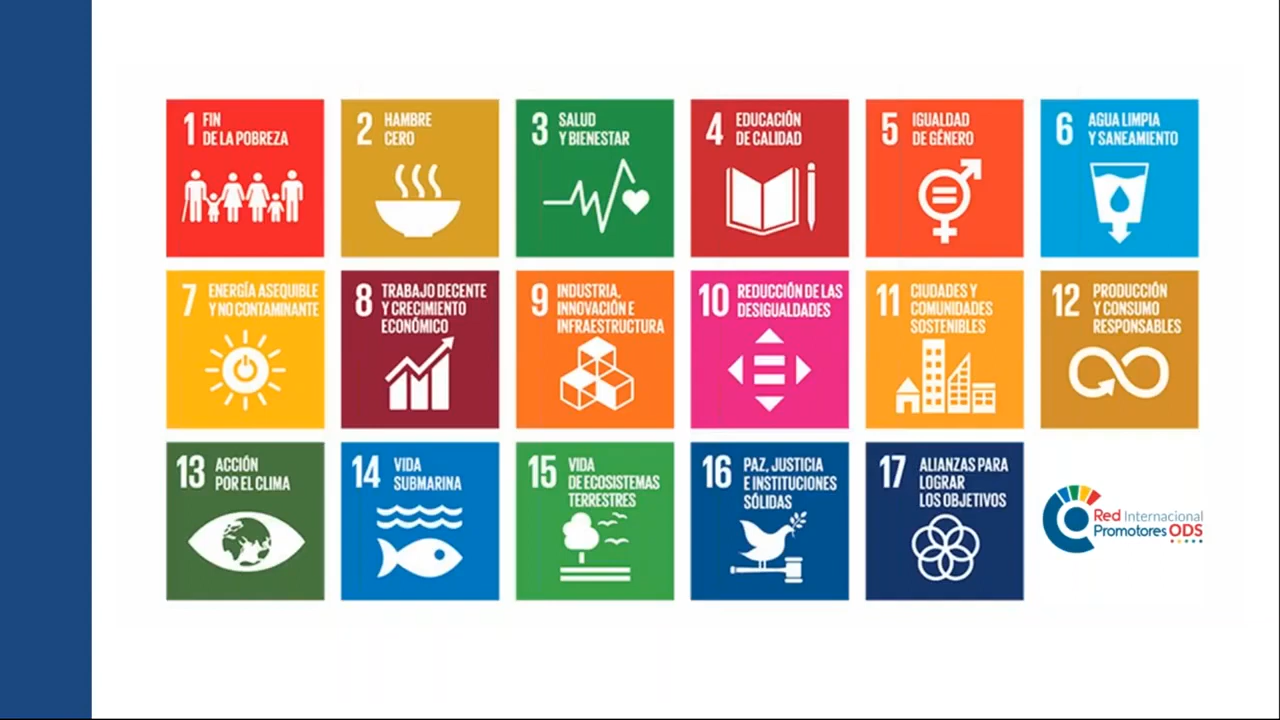 1 FIN
DE LA POBREZA
2 HAMBRE
CERO
3 SALUD
Y BIENESTAR
4 EDUCACIÓN
DE CALIDAD
5 IGUALDAD
DE GÉNERO
6 AGUA LIMPIA
Y SANEAMIENTO
7 ENERGÍA ASEQUIBLE
Y NO CONTAMINANTE
8 TRABAJO DECENTE
Y CRECIMIENTO
ECONÓMICO
9 INDUSTRIA,
INNOVACIÓN E
INFRAESTRUCTURA
10 REDUCCIÓN DE LAS
DESIGUALDADES
11 CIUDADES Y
COMUNIDADES
SOSTENIBLES
12 PRODUCCIÓN
Y CONSUMO
RESPONSABLES
13 ACCIÓN
POR EL CLIMA
14 VIDA
SUBMARINA
15 VIDA
DE ECOSISTEMAS
TERRESTRES
16 PAZ, JUSTICIA
E INSTITUCIONES
SÓLIDAS
17 ALIANZAS PARA
LOGRAR
LOS OBJETIVOS
Red Internacional
Promotores ODS